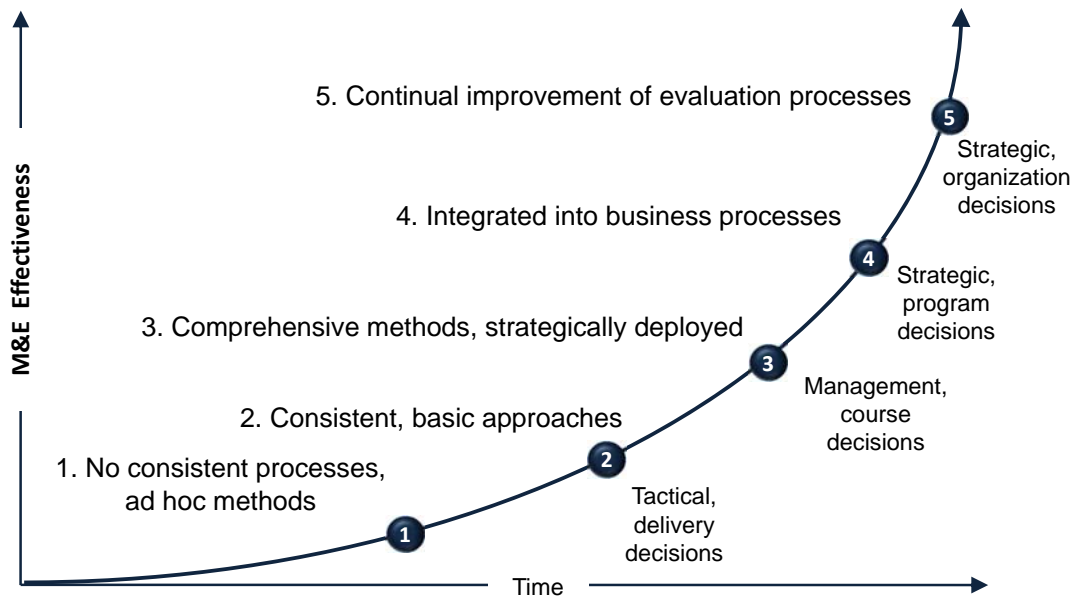 5. Continual improvement of evaluation processes
5
Strategic,
organization
decisions
4. Integrated into business processes
4
Strategic,
program
decisions
3. Comprehensive methods, strategically deployed
3
Management,
course
decisions
2. Consistent, basic approaches
2
Tactical,
delivery
decisions
1. No consistent processes,
ad hoc methods
1
M&E Effectiveness
Time